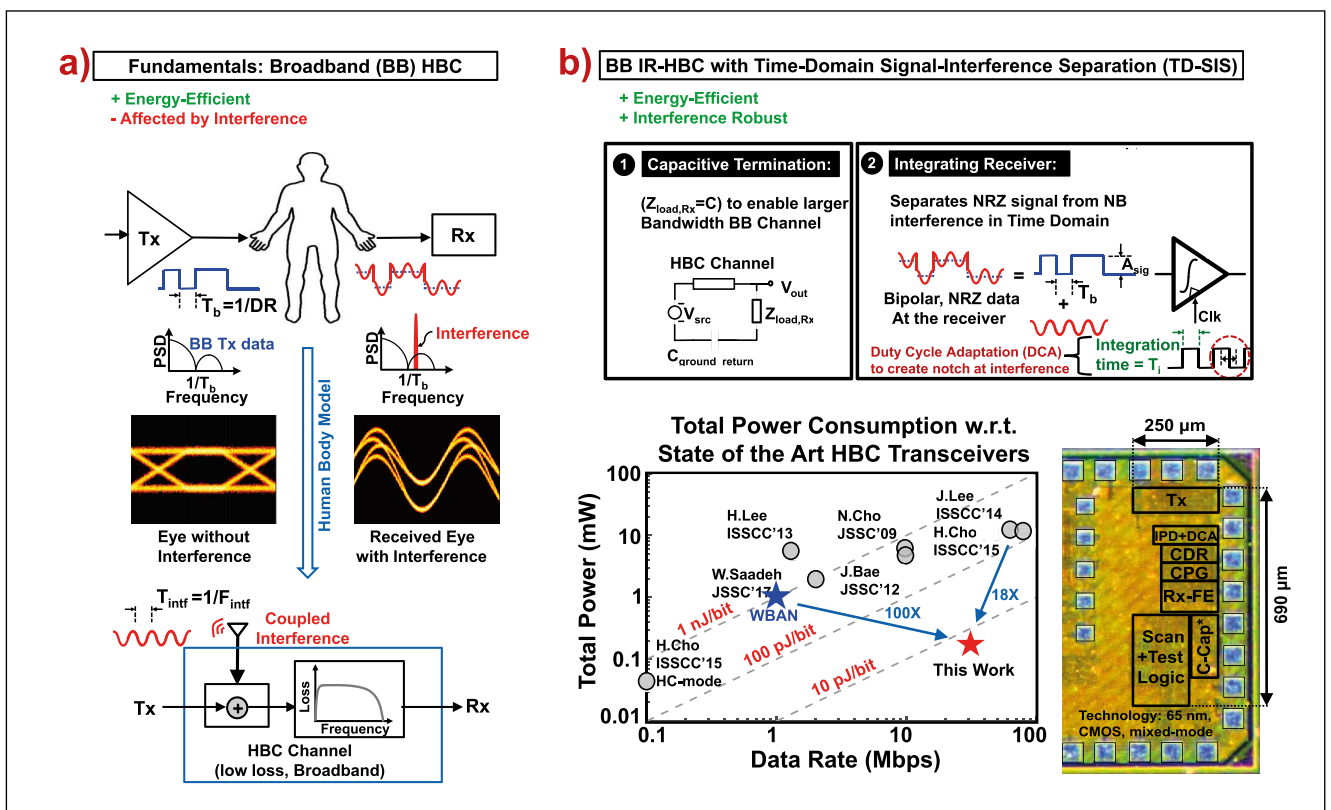 a)
Fundamentals: Broadband (BB) HBC
+ Energy-Efficient
- Affected by Interference
Tx
Rx
T_b=1/DR
PSD
BB Tx data
1/T_b
Frequency
PSD
Interference
1/T_b
Frequency
Human Body Model
Eye without
Interference
Received Eye
with Interference
T_intf=1/F_intf
Coupled
Interference
Tx
+
Loss
Frequency
Rx
HBC Channel
(low loss, Broadband)
b)
BB IR-HBC with Time-Domain Signal-Interference Separation (TD-SIS)
+ Energy-Efficient
+ Interference Robust
1 Capacitive Termination:
(Z_load,Rx=C) to enable larger
Bandwidth BB Channel
HBC Channel
V_out
V_src
Z_load,Rx
C_ground return
2 Integrating Receiver:
Separates NRZ signal from NB
interference in Time Domain
=
A_sig
T_b
+
Bipolar, NRZ data
At the receiver
Clk
Duty Cycle Adaptation (DCA)
to create notch at interference
Integration
time = T_i
Total Power Consumption w.r.t.
State of the Art HBC Transceivers
Total Power (mW)
100
10
1
0.1
0.01
0.1
1
10
100
Data Rate (Mbps)
H.Lee
ISSCC'13
N.Cho
JSSC'09
J.Lee
ISSCC'14
H.Cho
ISSCC'15
W.Saadeh
JSSC'17
WBAN
J.Bae
JSSC'12
18X
100X
1 nJ/bit
100 pJ/bit
10 pJ/bit
H.Cho
ISSCC'15
HC-mode
This Work
250 µm
690 µm
Tx
IPD+DCA
CDR
CPG
Rx-FE
Scan
+Test
Logic
C-Cap*
Technology: 65 nm,
CMOS, mixed-mode